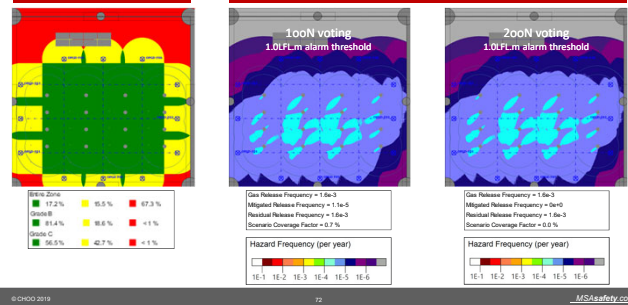 1ooN voting
1.0LFL.m alarm threshold
2ooN voting
1.0LFL.m alarm threshold
Entire Zone
17.2% 15.5 % 67.3 %
Grade B
81.4% 18.6 % <1 %
Grade C
56.5% 42.7 % <1 %
Gas Release Frequency = 1.6e-3
Mitigated Release Frequency = 1.1e-5
Residual Release Frequency = 1.6e-3
Scenario Coverage Factor = 0.7 %
Hazard Frequency (per year)
1E-1 1E-2 1E-3 1E-4 1E-5 1E-6
Gas Release Frequency = 1.6e-3
Mitigated Release Frequency = 0e+0
Residual Release Frequency = 1.6e-3
Scenario Coverage Factor = 0.0 %
Hazard Frequency (per year)
1E-1 1E-2 1E-3 1E-4 1E-5 1E-6
© CHOO 2019
72
MSAsafety.co